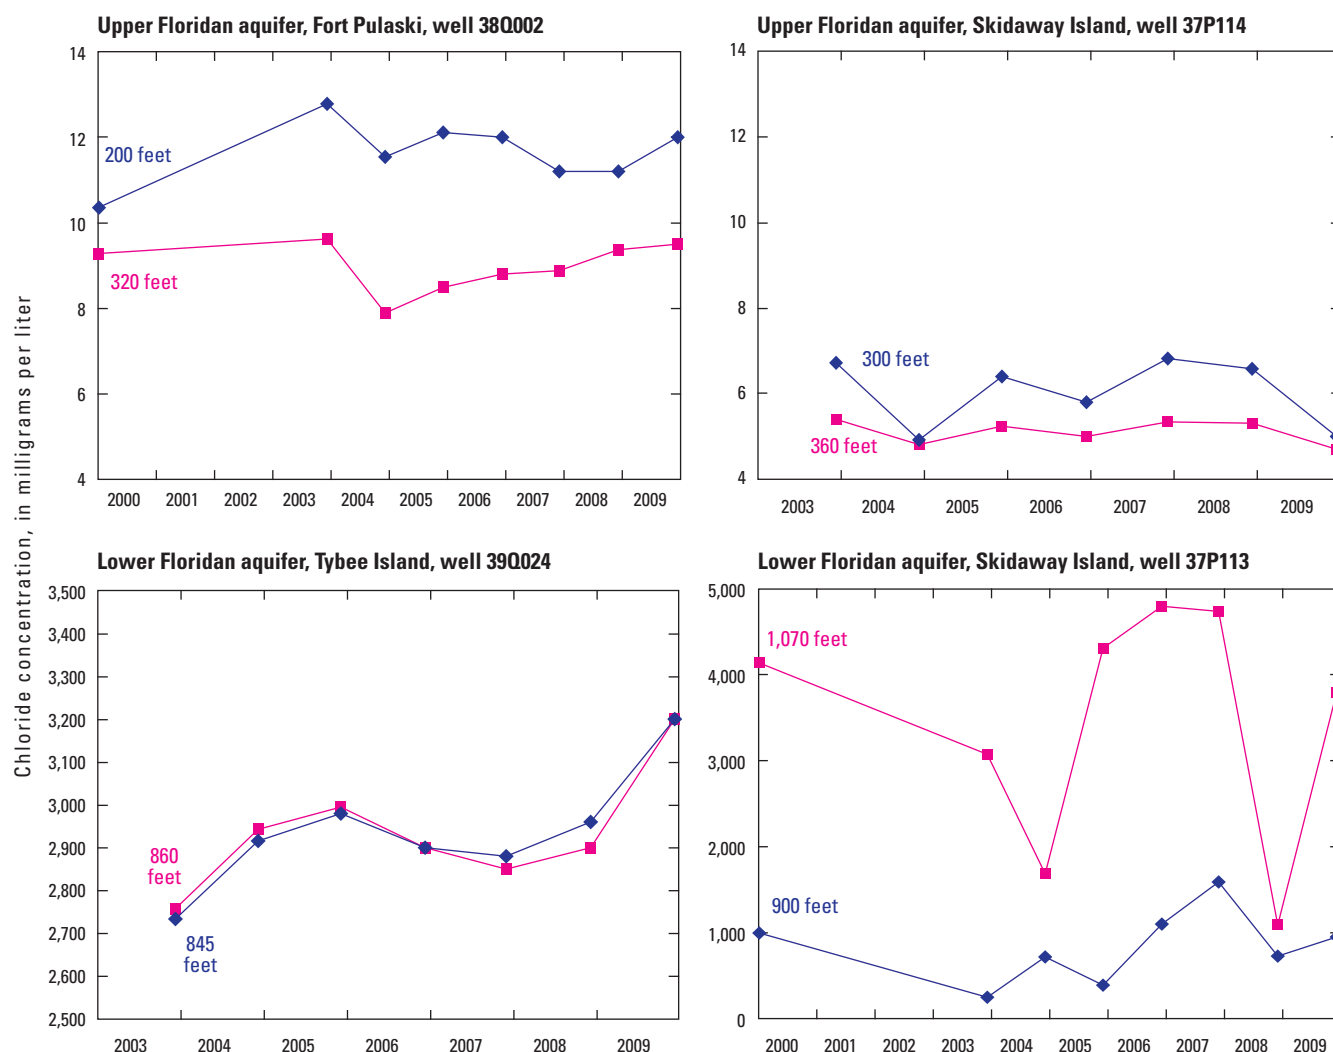 Upper Floridan aquifer, Fort Pulaski, well 38Q002
14
12
10
8
6
4
200 feet
320 feet
2000 2001 2002 2003 2004 2005 2006 2007 2008 2009
Upper Floridan aquifer, Skidaway Island, well 37P114
14
12
10
8
6
4
300 feet
360 feet
2003 2004 2005 2006 2007 2008 2009
Chloride concentration, in milligrams per liter
Lower Floridan aquifer, Tybee Island, well 39Q024
3,500
3,400
3,300
3,200
3,100
3,000
2,900
2,800
2,700
2,600
2,500
860
feet
845
feet
2003 2004 2005 2006 2007 2008 2009
Lower Floridan aquifer, Skidaway Island, well 37P113
5,000
4,000
3,000
2,000
1,000
0
1,070 feet
900 feet
2000 2001 2002 2003 2004 2005 2006 2007 2008 2009